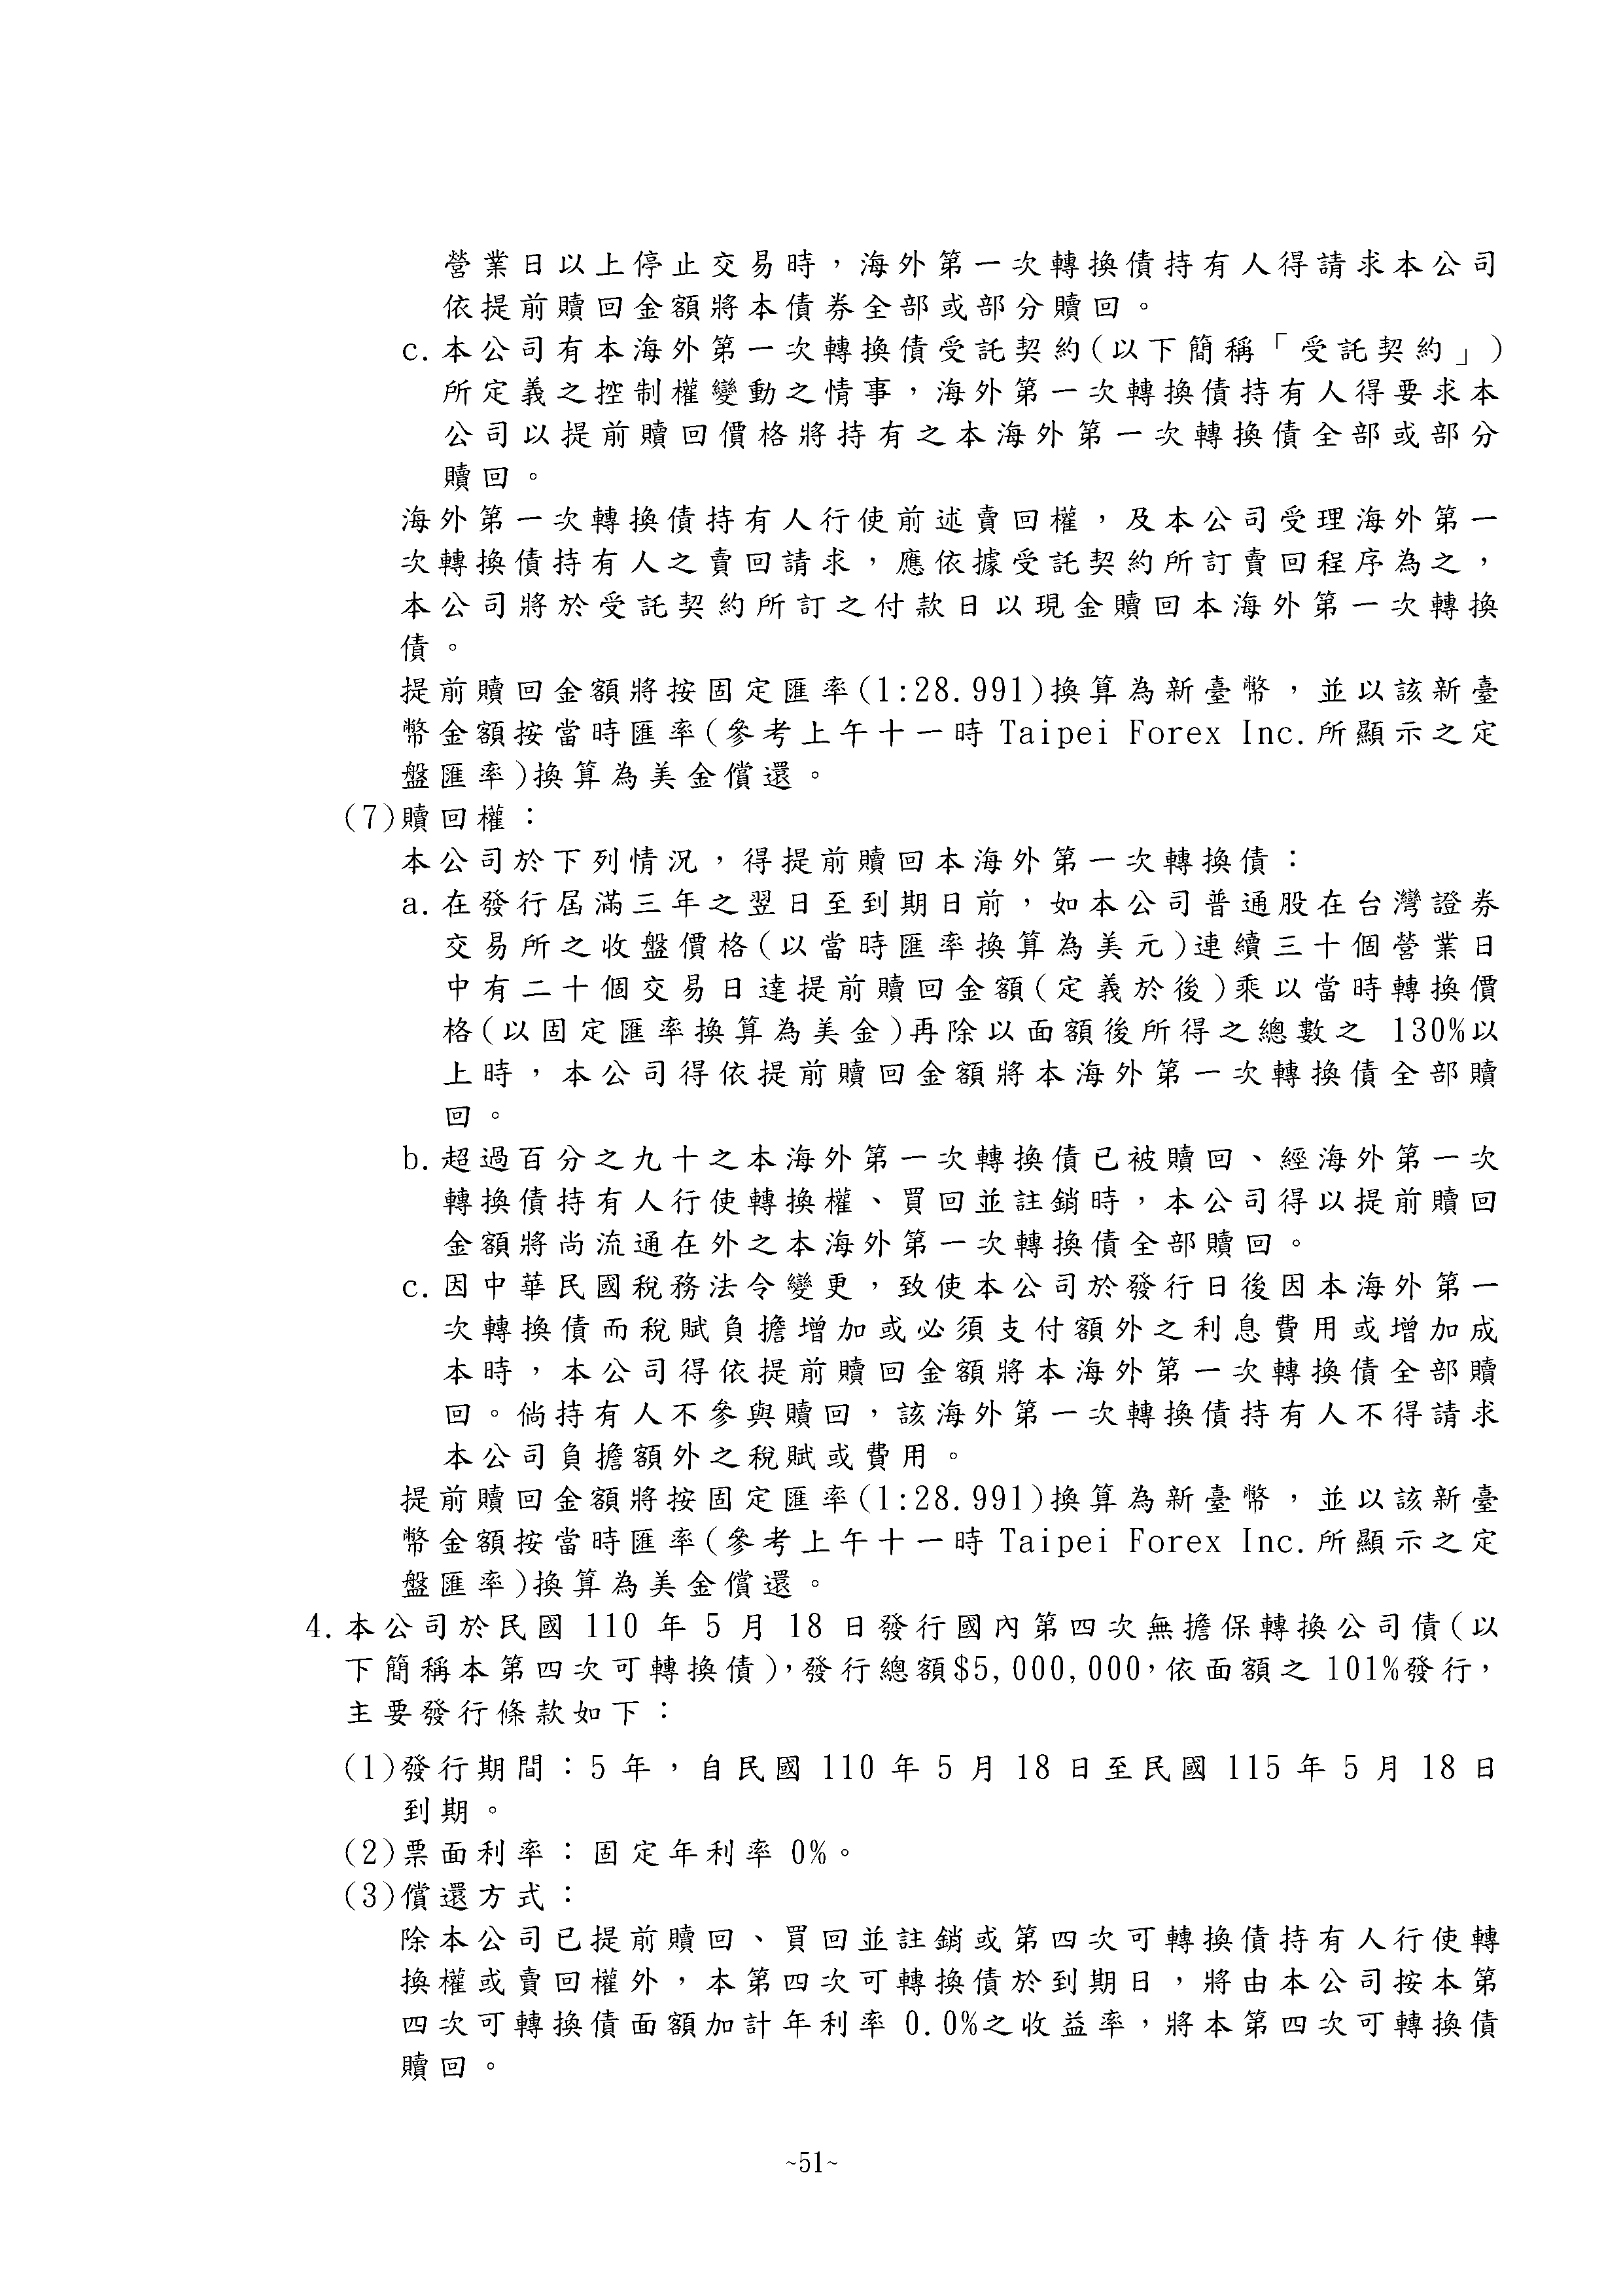 營業日以上停止交易時，海外第一次轉換債持有人得請求本公司
依提前贖回金額將本債券全部或部分贖回。
c.本公司有本海外第一次轉換債受託契約(以下簡稱「受託契約」)
所定義之控制權變動之情事，海外第一次轉換債持有人得要求本
公司以提前贖回價格將持有之本海外第一次轉換債全部或部分
贖回。
海外第一次轉換債持有人行使前述賣回權，及本公司受理海外第一
次轉換債持有人之賣回請求，應依據受託契約所訂賣回程序為之，
本公司將於受託契約所訂之付款日以現金贖回本海外第一次轉換
債。
提前贖回金額將按固定匯率(1:28.991)換算為新臺幣，並以該新臺
幣金額按當時匯率(參考上午十一時 Taipei Forex Inc.所顯示之定
盤匯率)換算為美金償還。
(7)贖回權：
本公司於下列情況，得提前贖回本海外第一次轉換債：
a.在發行屆滿三年之翌日至到期日前，如本公司普通股在台灣證券
交易所之收盤價格(以當時匯率換算為美元)連續三十個營業日
中有二十個交易日達提前贖回金額(定義於後)乘以當時轉換價
格(以固定匯率換算為美金)再除以面額後所得之總數之 130%以
上時，本公司得依提前贖回金額將本海外第一次轉換債全部贖
回。
b.超過百分之九十之本海外第一次轉換債已被贖回、經海外第一次
轉換債持有人行使轉換權、買回並註銷時，本公司得以提前贖回
金額將尚流通在外之本海外第一次轉換債全部贖回。
c.因中華民國稅務法令變更，致使本公司於發行日後因本海外第一
次轉換債而稅賦負擔增加或必須支付額外之利息費用或增加成
本時，本公司得依提前贖回金額將本海外第一次轉換債全部贖
回。倘持有人不參與贖回，該海外第一次轉換債持有人不得請求
本公司負擔額外之稅賦或費用。
提前贖回金額將按固定匯率(1:28.991)換算為新臺幣，並以該新臺
幣金額按當時匯率(參考上午十一時 Taipei Forex Inc.所顯示之定
盤匯率)換算為美金償還。
4.本公司於民國 110 年 5 月 18 日發行國內第四次無擔保轉換公司債(以
下簡稱本第四次可轉換債)，發行總額$5,000,000，依面額之 101%發行，
主要發行條款如下：
(1)發行期間：5 年，自民國 110 年 5 月 18 日至民國 115 年 5 月 18 日
到期。
(2)票面利率：固定年利率 0%。
(3)償還方式：
除本公司已提前贖回、買回並註銷或第四次可轉換債持有人行使轉
換權或賣回權外，本第四次可轉換債於到期日，將由本公司按本第
四次可轉換債面額加計年利率 0.0%之收益率，將本第四次可轉換債
贖回。
~51~